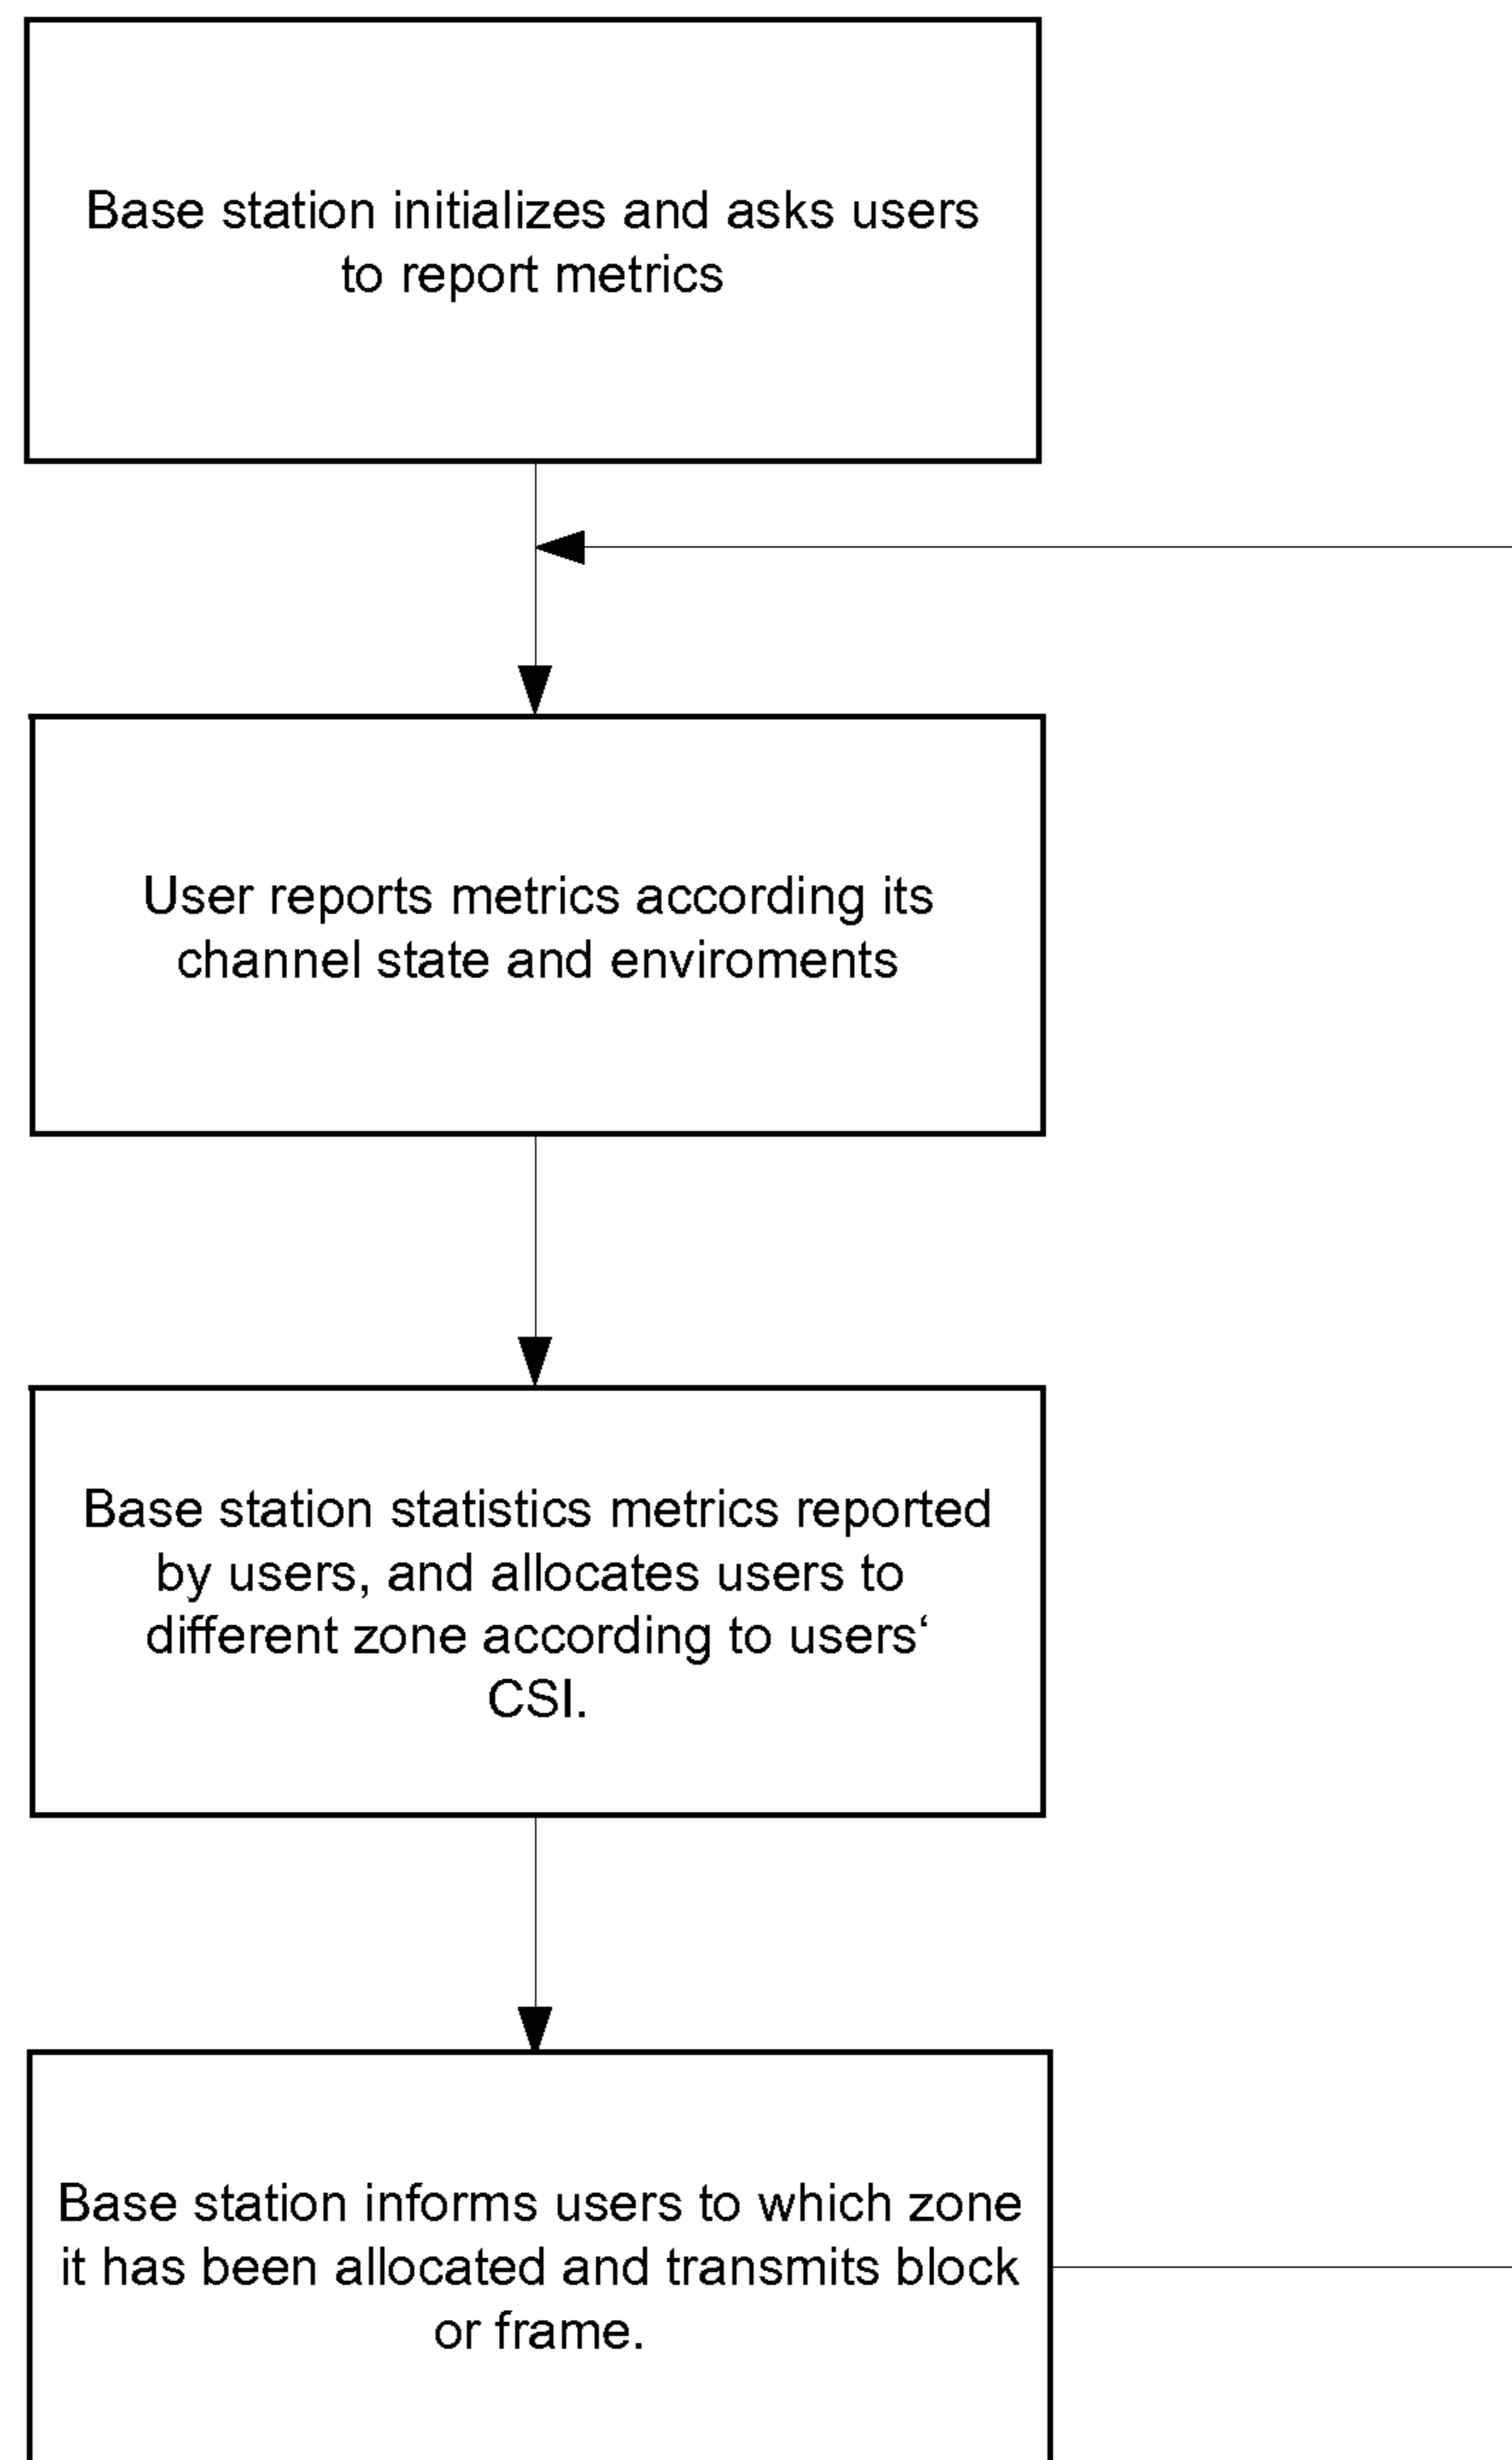 Base station initializes and asks users
to report metrics
User reports metrics according its
channel state and enviroments
Base station statistics metrics reported
by users, and allocates users to
different zone according to users‘
CSI.
Base station informs users to which zone
it has been allocated and transmits block
or frame.